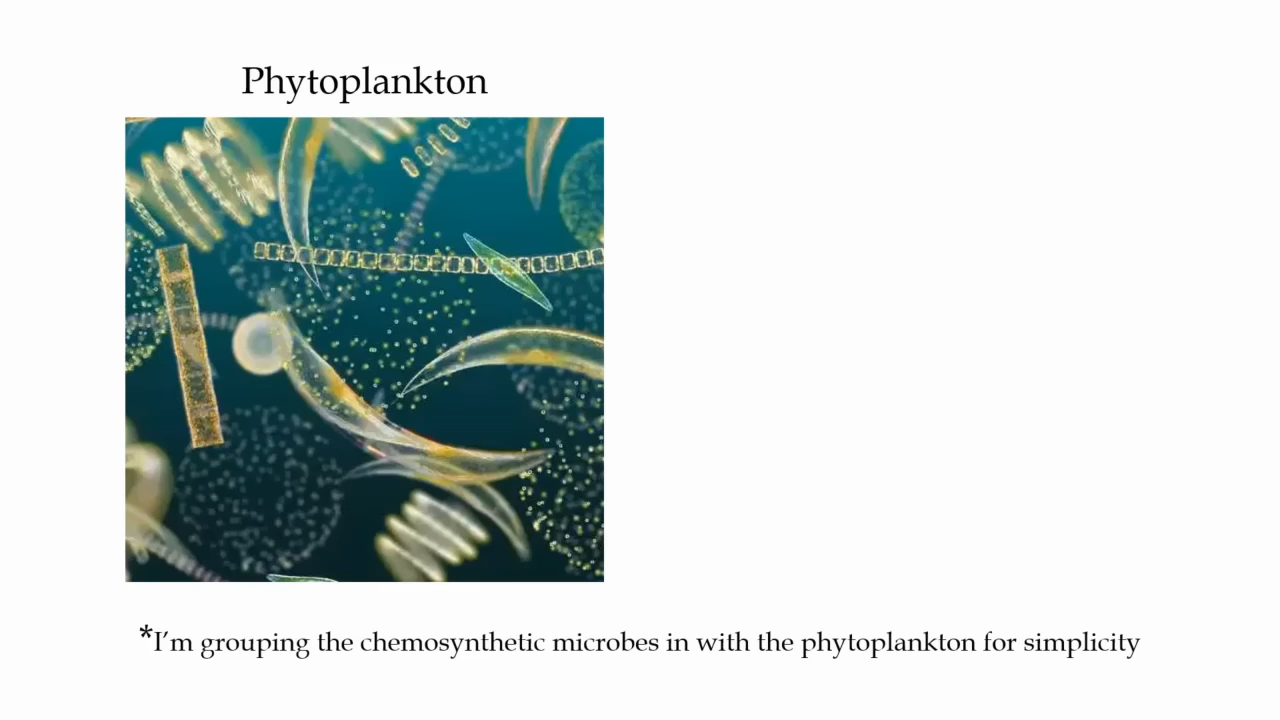 Phytoplankton
*I’m grouping the chemosynthetic microbes in with the phytoplankton for simplicity